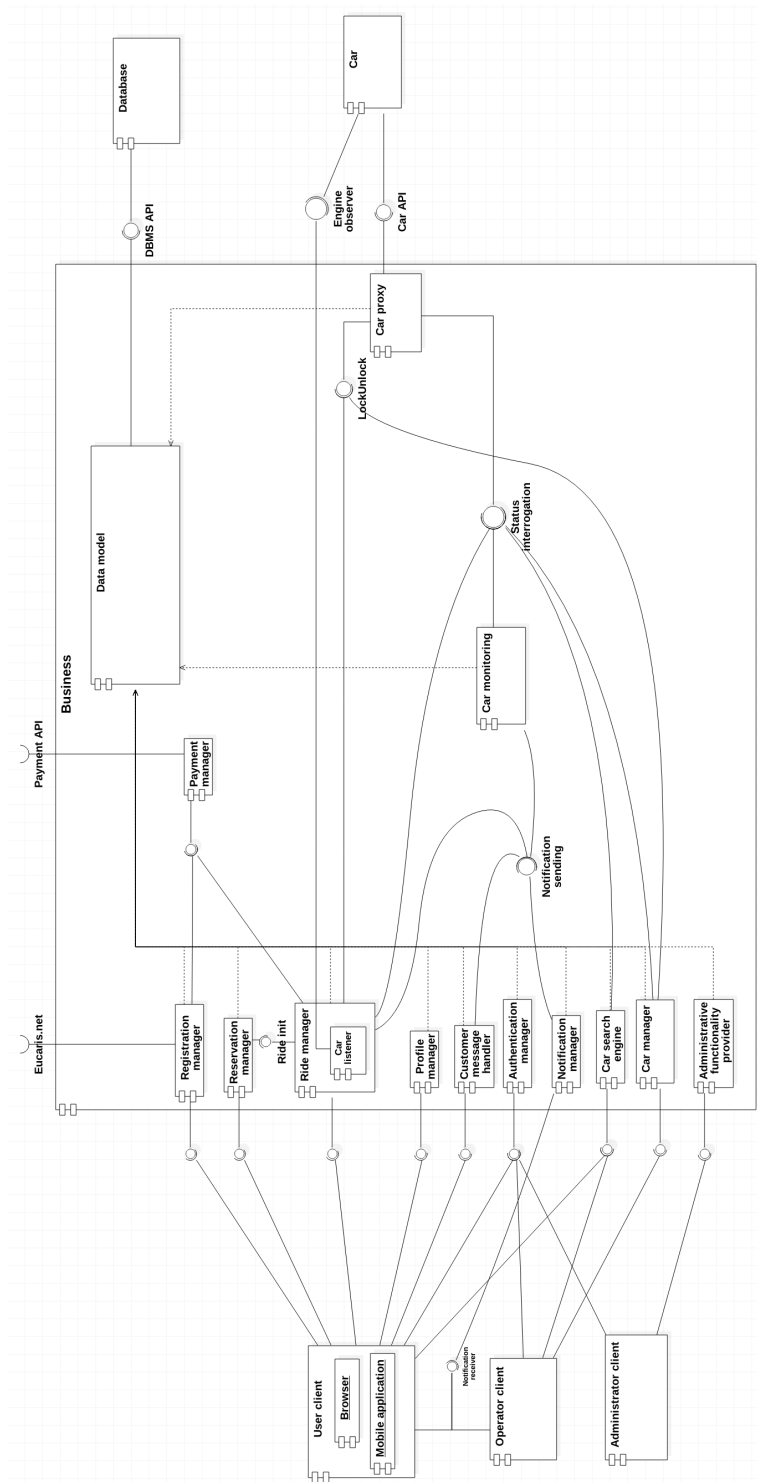 Database
Car
DBMS API
Engine
observer
Car API
Car proxy
LockUnlock
Status
interrogation
Data model
Car monitoring
Business
Payment API
Payment
manager
Notification
sending
Eucaris.net
Registration
manager
Reservation
manager
Ride init
Ride manager
Car
listener
Profile
manager
Customer
message
handler
Authentication
manager
Notification
manager
Car search
engine
Car manager
Administrative
functionality
provider
User client
Browser
Mobile application
Notification
receiver
Operator client
Administrator client